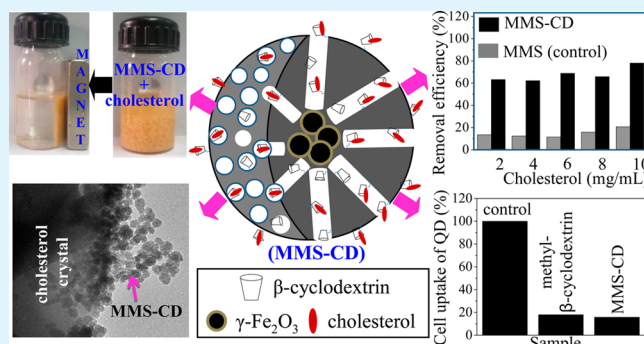 MAGNET
MMS-CD
+
cholesterol
cholesterol
crystal
MMS-CD
(MMS-CD)
β-cyclodextrin
γ-Fe2O3
cholesterol
Removal efficiency (%)
100
80
60
40
20
0
MMS-CD
MMS (control)
2 4 6 8 10
Cholesterol (mg/mL)
Cell uptake of QD (%)
120
100
80
60
40
20
0
control
methyl-
β-cyclodextrin
MMS-CD
Sample